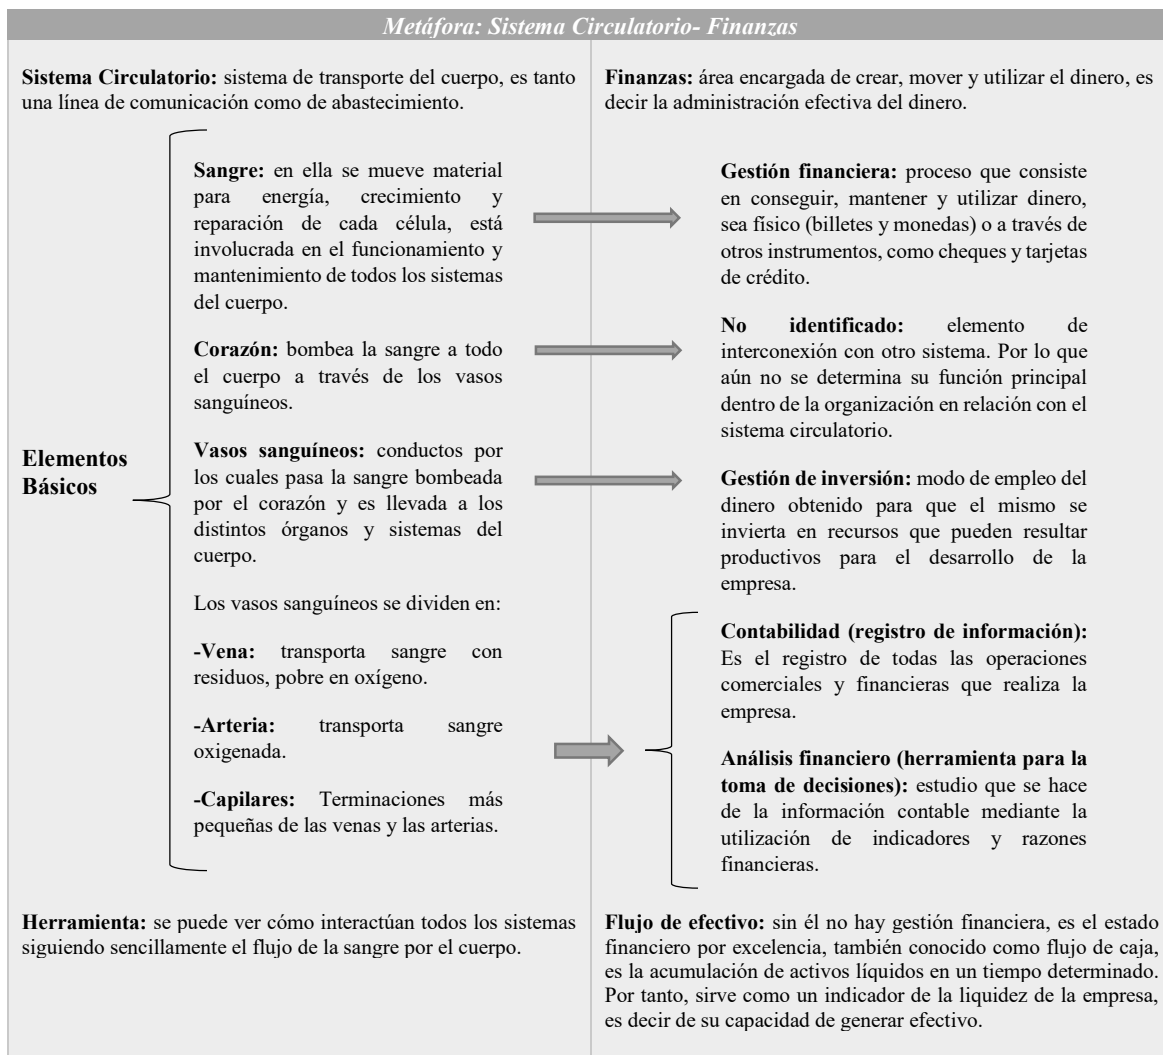 Metáfora: Sistema Circulatorio- Finanzas
Sistema Circulatorio: sistema de transporte del cuerpo, es tanto
una línea de comunicación como de abastecimiento.
Elementos
Básicos
Sangre: en ella se mueve material
para energía, crecimiento y
reparación de cada célula, está
involucrada en el funcionamiento y
mantenimiento de todos los sistemas
del cuerpo.
Corazón: bombea la sangre a todo
el cuerpo a través de los vasos
sanguíneos.
Vasos sanguíneos: conductos por
los cuales pasa la sangre bombeada
por el corazón y es llevada a los
distintos órganos y sistemas del
cuerpo.
Los vasos sanguíneos se dividen en:
-Vena: transporta sangre con
residuos, pobre en oxígeno.
-Arteria: transporta sangre
oxigenada.
-Capilares: Terminaciones más
pequeñas de las venas y las arterias.
Herramienta: se puede ver cómo interactúan todos los sistemas
siguiendo sencillamente el flujo de la sangre por el cuerpo.
Finanzas: área encargada de crear, mover y utilizar el dinero, es
decir la administración efectiva del dinero.
Gestión financiera: proceso que consiste
en conseguir, mantener y utilizar dinero,
sea físico (billetes y monedas) o a través de
otros instrumentos, como cheques y tarjetas
de crédito.
No identificado: elemento de
interconexión con otro sistema. Por lo que
aún no se determina su función principal
dentro de la organización en relación con el
sistema circulatorio.
Gestión de inversión: modo de empleo del
dinero obtenido para que el mismo se
invierta en recursos que pueden resultar
productivos para el desarrollo de la
empresa.
Contabilidad (registro de información):
Es el registro de todas las operaciones
comerciales y financieras que realiza la
empresa.
Análisis financiero (herramienta para la
toma de decisiones): estudio que se hace
de la información contable mediante la
utilización de indicadores y razones
financieras.
Flujo de efectivo: sin él no hay gestión financiera, es el estado
financiero por excelencia, también conocido como flujo de caja,
es la acumulación de activos líquidos en un tiempo determinado.
Por tanto, sirve como un indicador de la liquidez de la empresa,
es decir de su capacidad de generar efectivo.